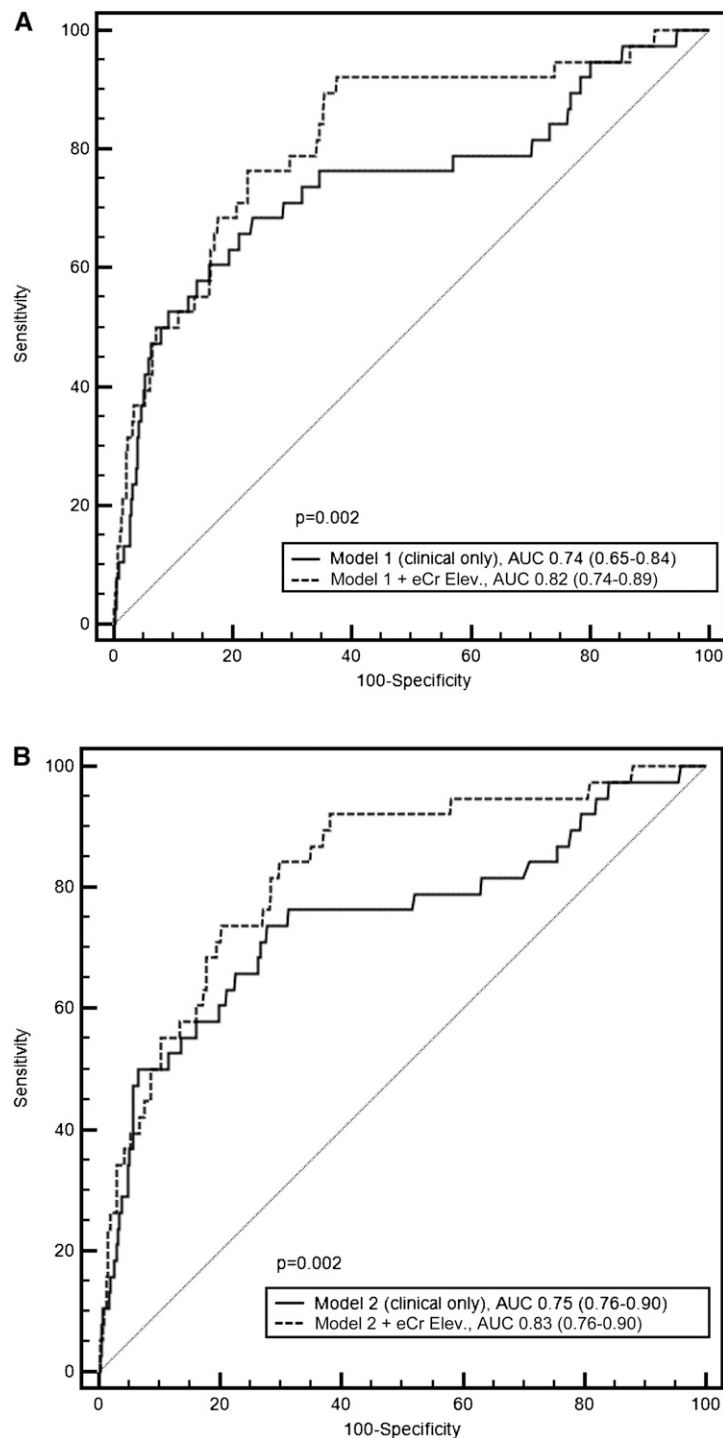 A
100
80
60
40
20
0
Sensitivity
p=0.002
Model 1 (clinical only), AUC 0.74 (0.65-0.84)
Model 1 + eCr Elev., AUC 0.82 (0.74-0.89)
0 20 40 60 80 100
100-Specificity
B
100
80
60
40
20
0
Sensitivity
p=0.002
Model 2 (clinical only), AUC 0.75 (0.76-0.90)
Model 2 + eCr Elev., AUC 0.83 (0.76-0.90)
0 20 40 60 80 100
100-Specificity